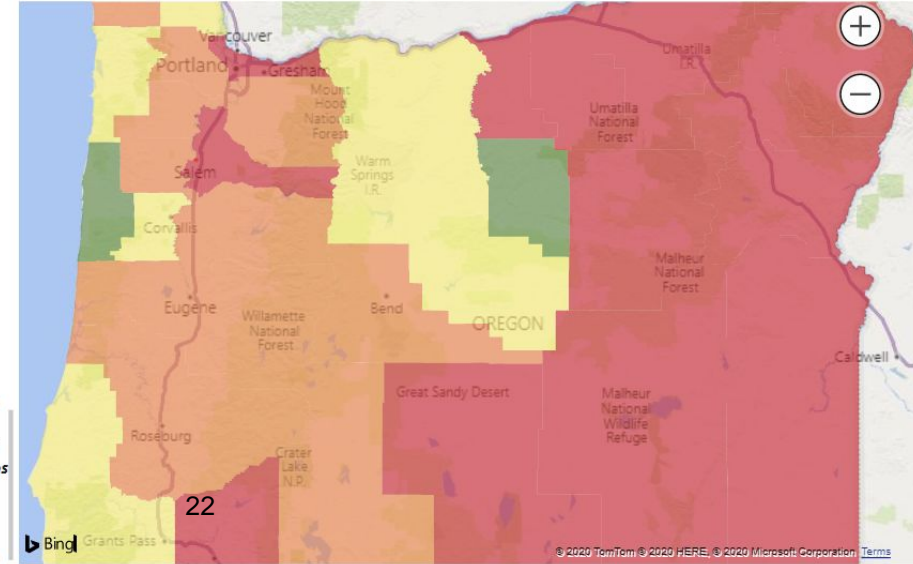 Vancouver
Portland
Gresham
Umatilla
I.R.
Mount
Hood
National
Forest
Umatilla
National
Forest
Warm
Springs
I.R.
Salem
Corvallis
Malheur
National
Forest
Eugene
Willamette
National
Forest
Bend
OREGON
Caldwell
Great Sandy Desert
Malheur
National
Wildlife
Refuge
Roseburg
Crater
Lake
N.P.
22
Bing
Grants Pass
© 2020 TomTom © 2020 HERE, © 2020 Microsoft Corporation Terms